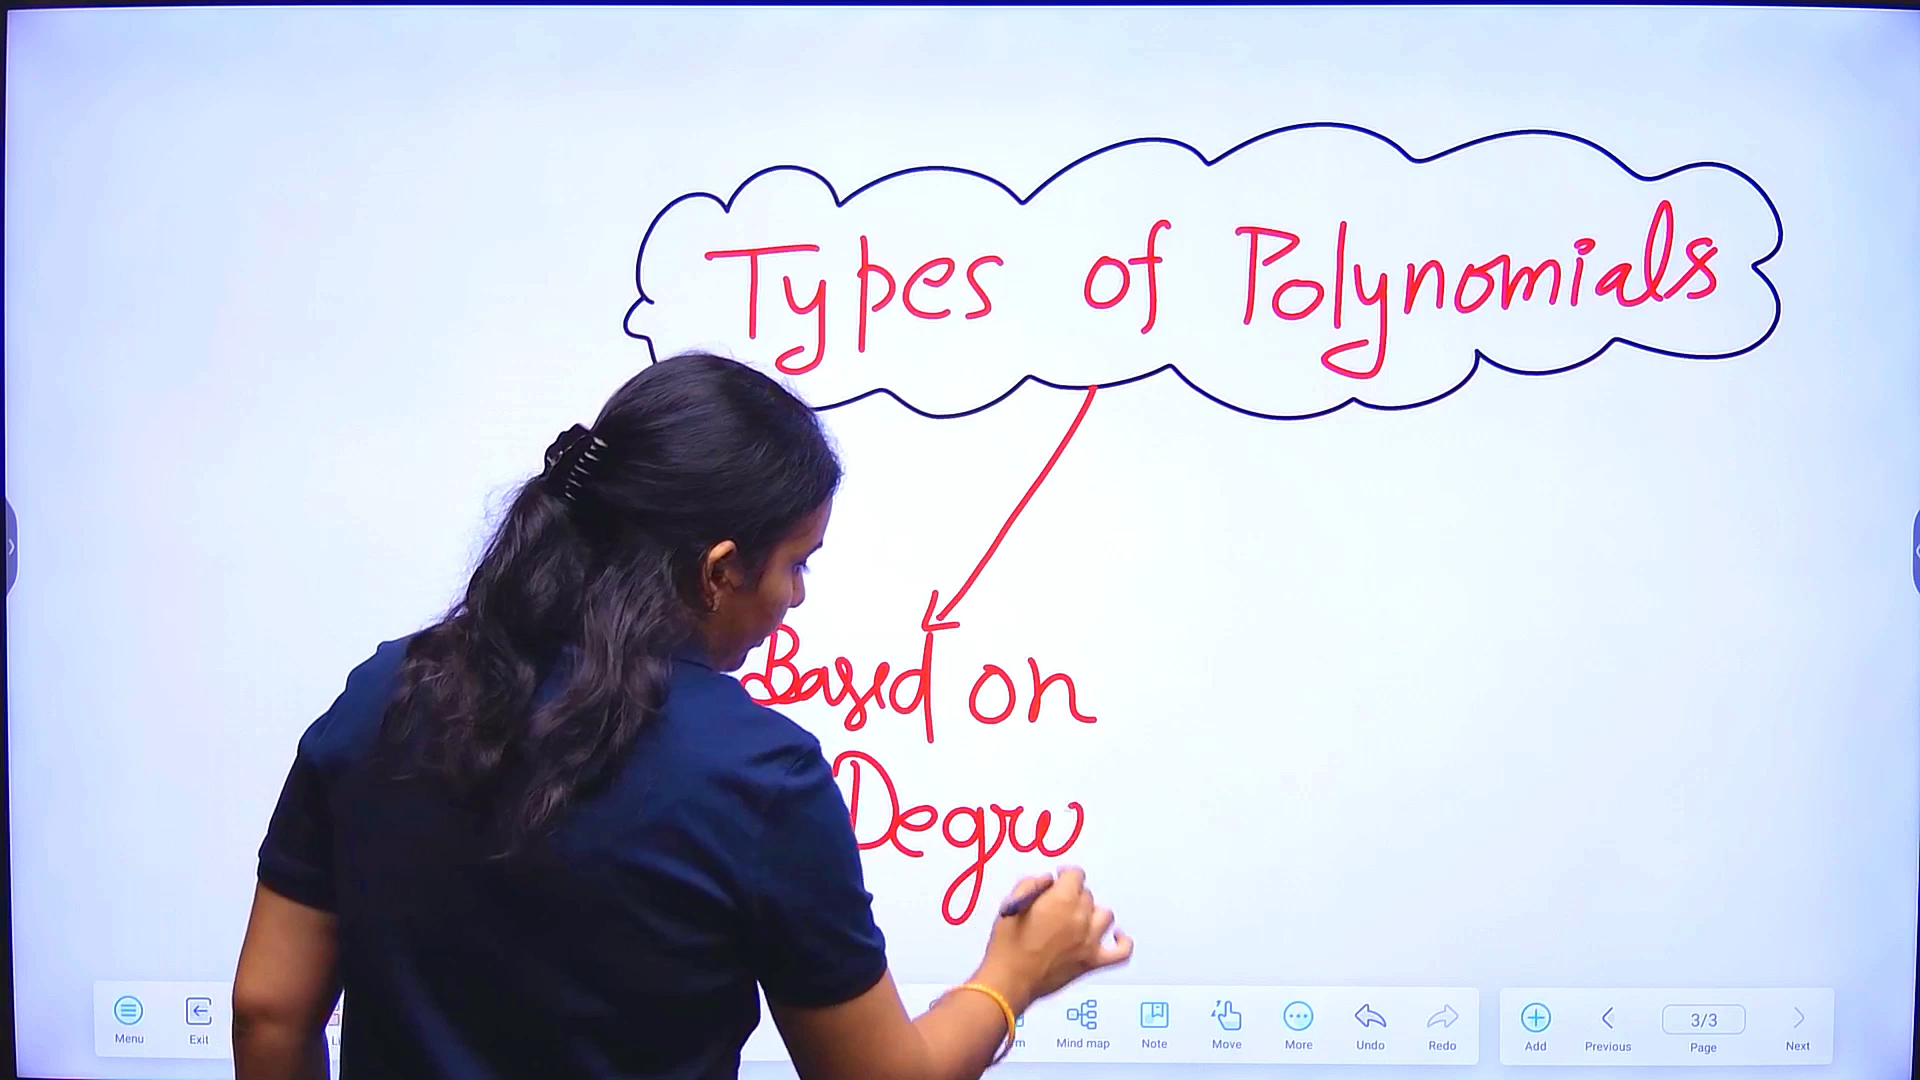 Types of Polynomials
Based on
Degre
Menu Exit Mind map Note Move More Undo Redo Add Previous 3/3 Page Next